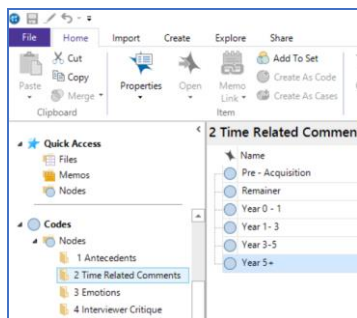 File Home Import Create Explore Share
Cut
Copy
Paste
Merge
Properties
Open
Memo
Link
Add To Set
Create As Code
Create As Cases
Clipboard
Item
Quick Access
Files
Memos
Nodes
Codes
Nodes
1 Antecedents
2 Time Related Comments
3 Emotions
4 Interviewer Critique
2 Time Related Commen
Name
Pre - Acquisition
Remainer
Year 0 - 1
Year 1- 3
Year 3-5
Year 5+